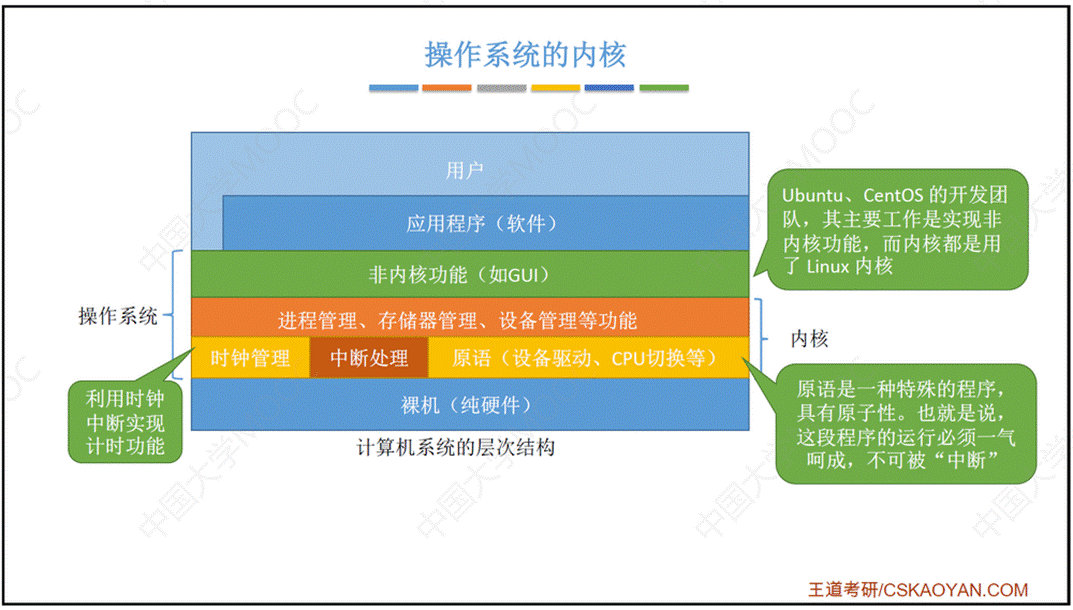 操作系统的内核
用户
应用程序（软件）
Ubuntu、CentOS 的开发团
队，其主要工作是实现非
内核功能，而内核都是用
了 Linux 内核
非内核功能（如GUI）
操作系统
进程管理、存储器管理、设备管理等功能
内核
时钟管理
中断处理
原语（设备驱动、CPU切换等）
利用时钟
中断实现
计时功能
裸机（纯硬件）
原语是一种特殊的程序，
具有原子性。也就是说，
这段程序的运行必须一气
呵成，不可被“中断”
计算机系统的层次结构
中国大学MOOC
王道考研/CSKAOYAN.COM